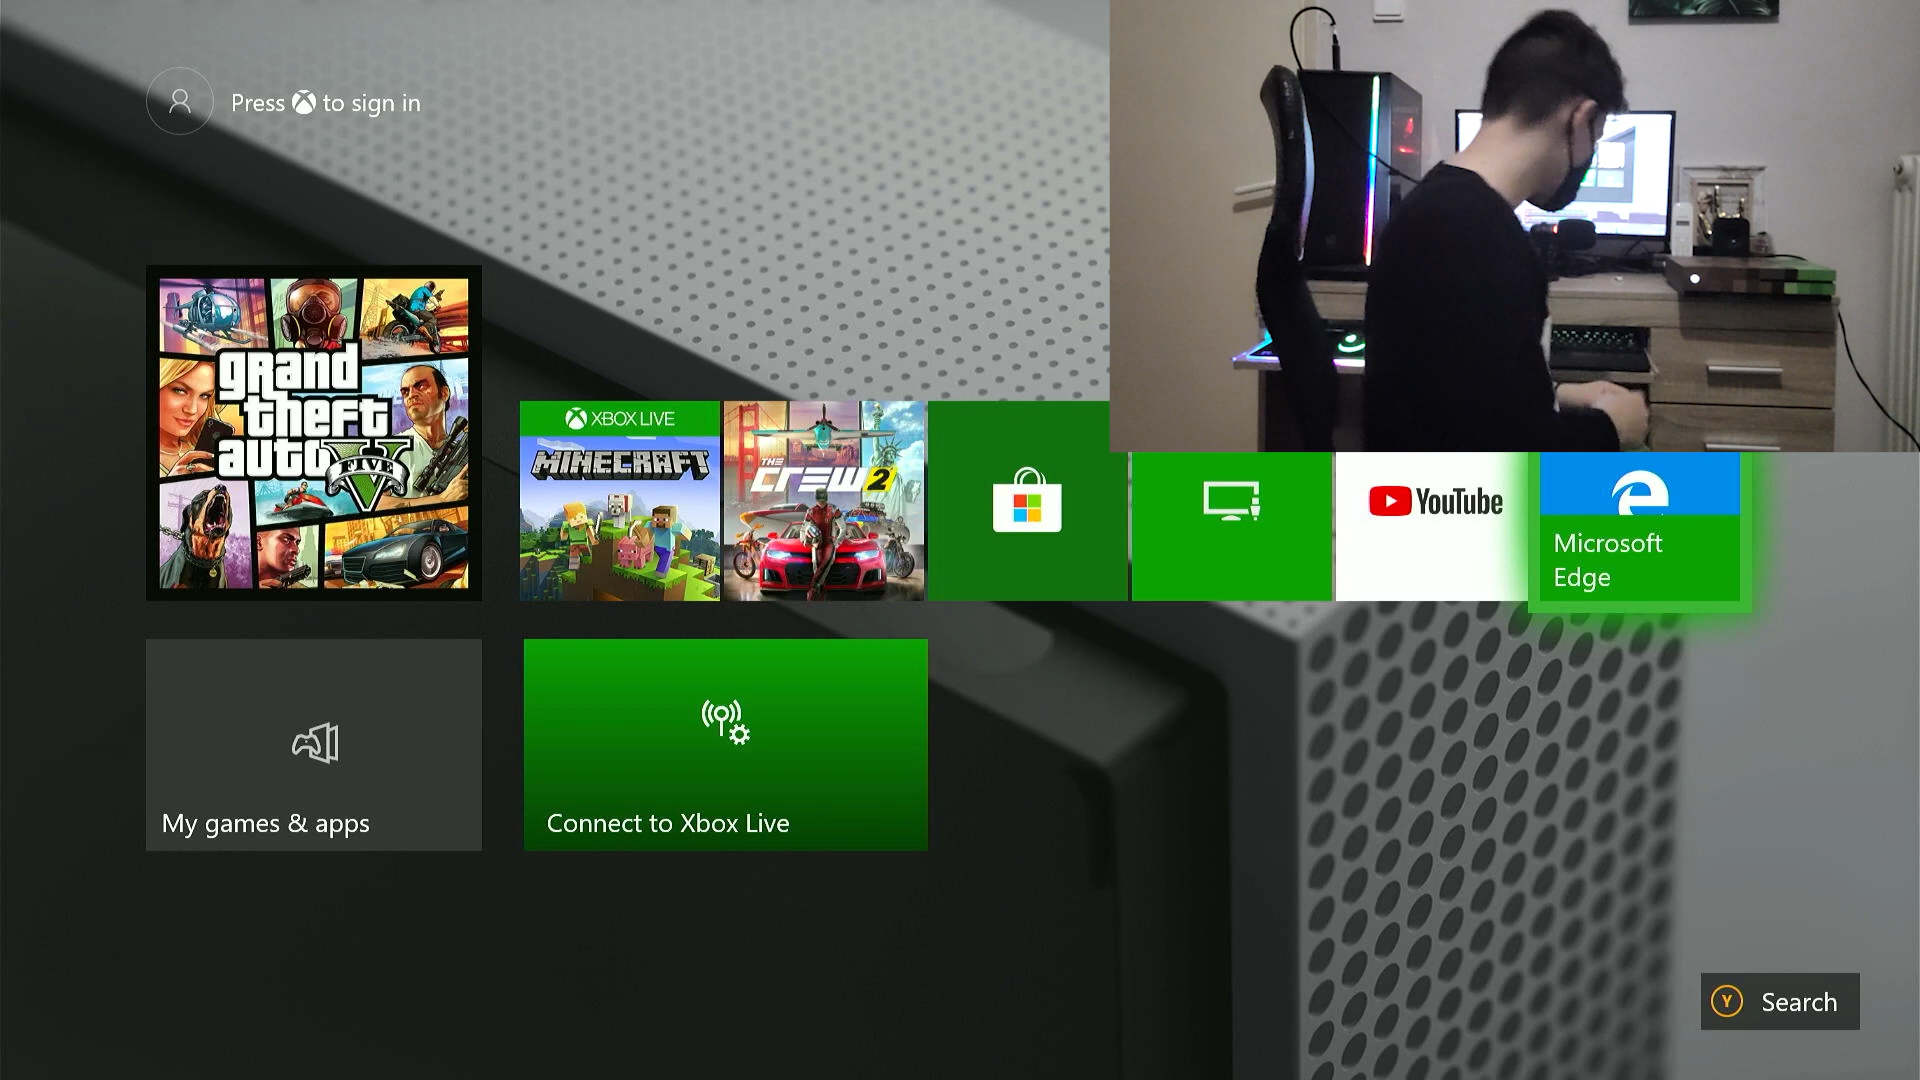 Press to sign in
grand
theft
auto
FIVE
XBOX LIVE
MINECRAFT
THE
CREW 2
YouTube
Microsoft
Edge
My games & apps
Connect to Xbox Live
Y Search